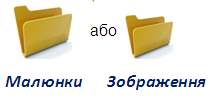 або
Малюнки Зображення